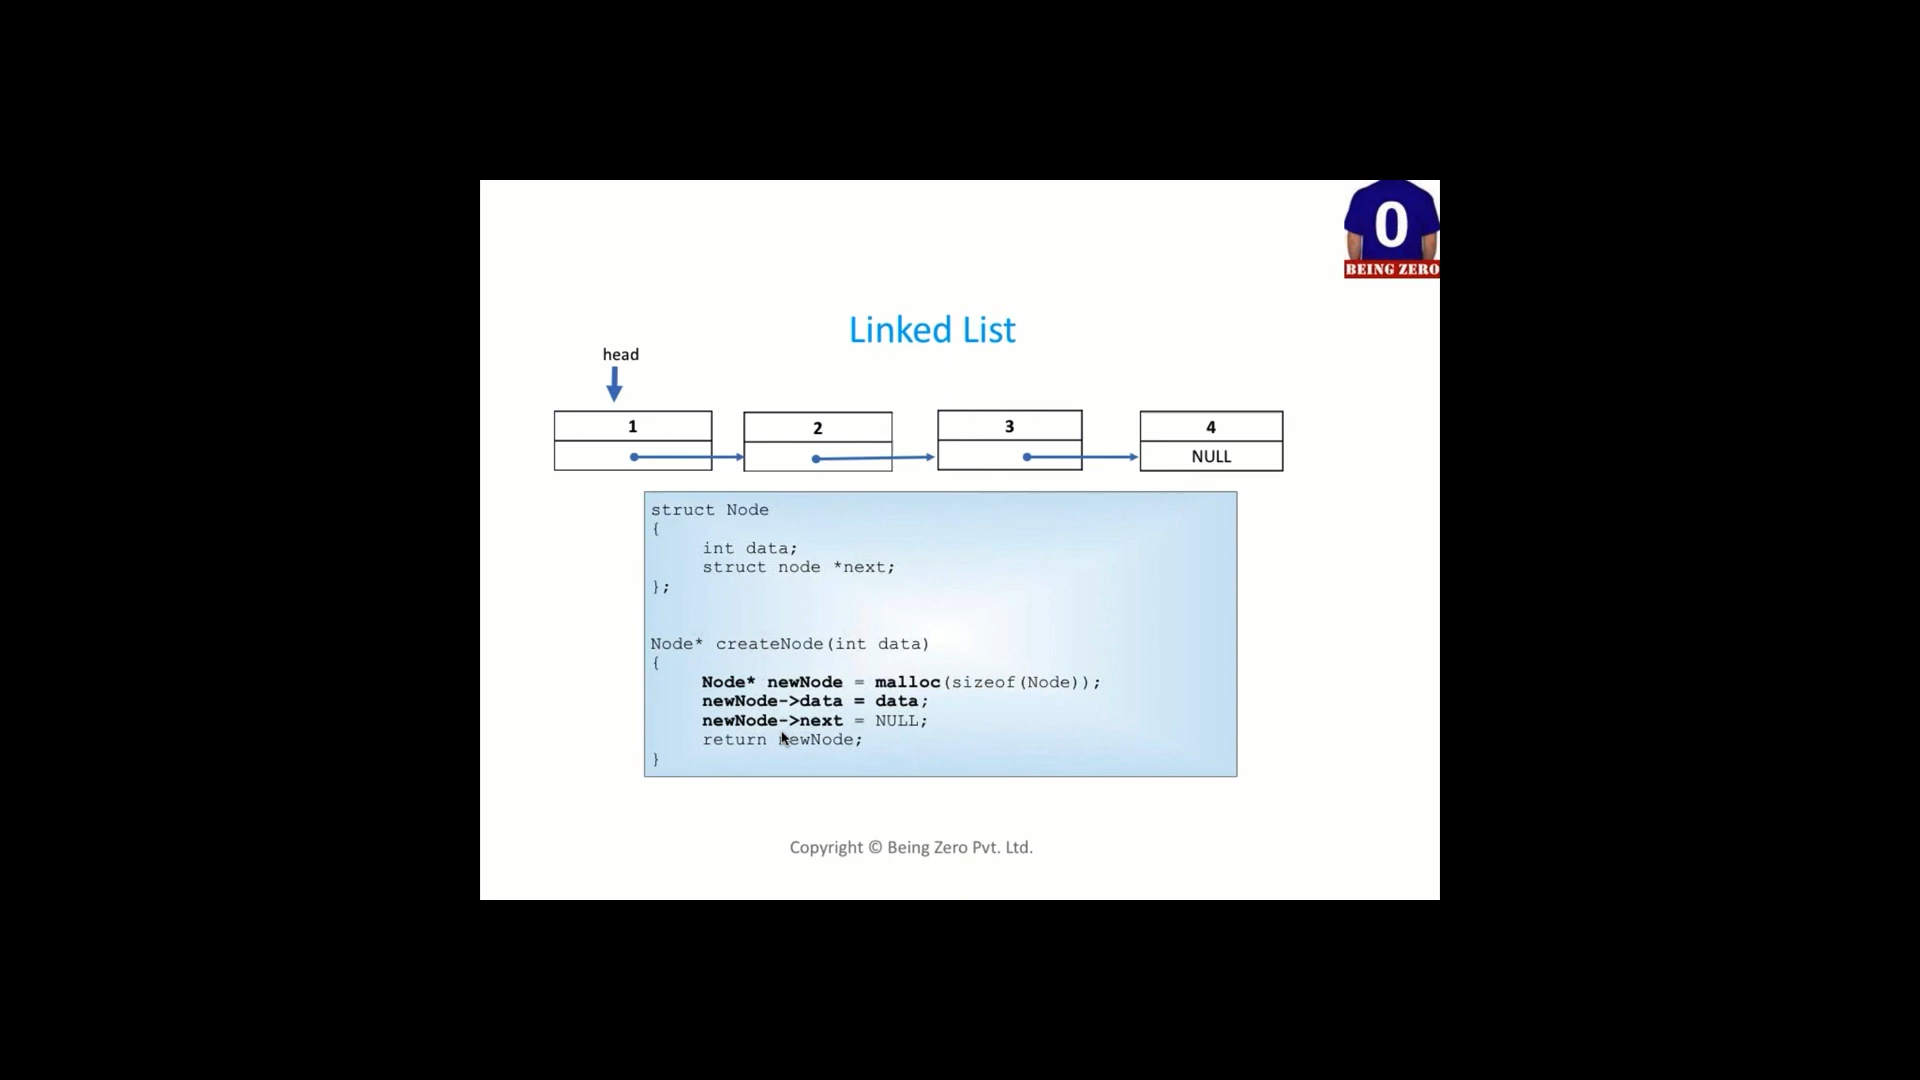 0
BEING ZERO
Linked List
head
1
2
3
4
NULL
struct Node
{
int data;
struct node *next;
};
Node* createNode(int data)
{
Node* newNode = malloc(sizeof(Node));
newNode->data = data;
newNode->next = NULL;
return newNode;
}
Copyright © Being Zero Pvt. Ltd.